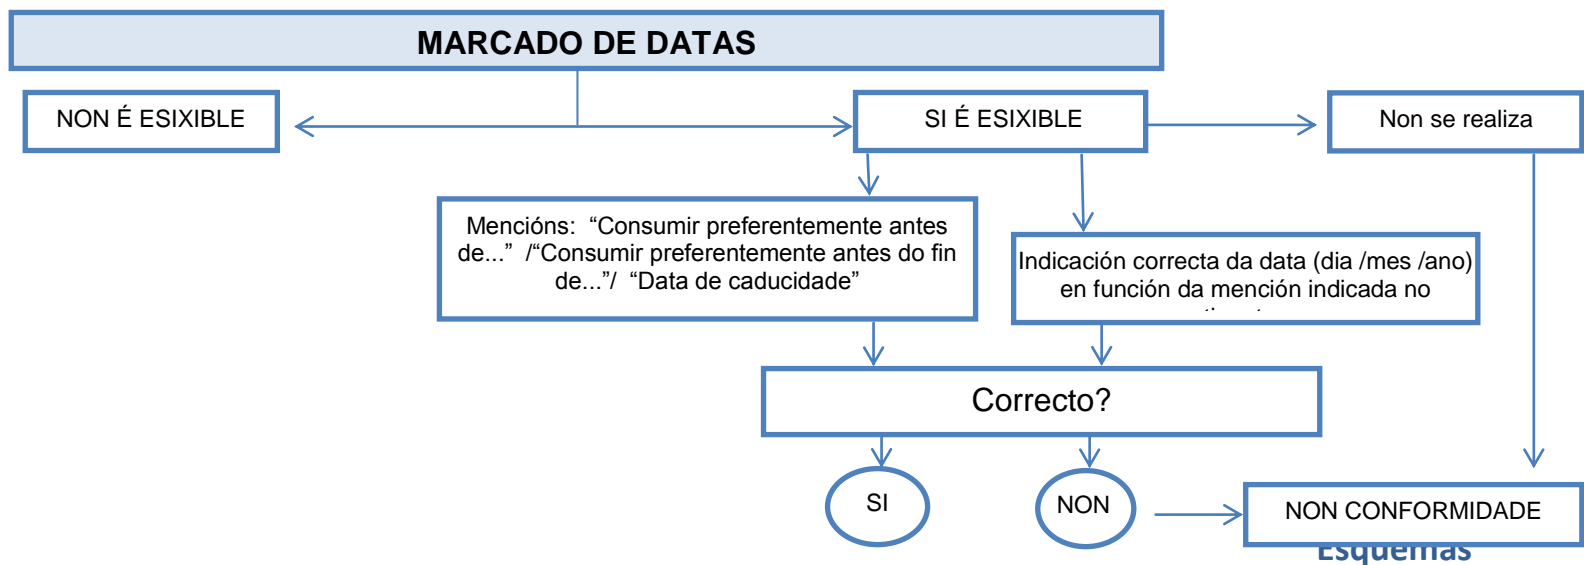 MARCADO DE DATAS
NON É ESIXIBLE
SI É ESIXIBLE
Non se realiza
Mencións: “Consumir preferentemente antes
de...” /“Consumir preferentemente antes do fin
de...”/ “Data de caducidade”
Indicación correcta da data (dia /mes /ano)
en función da mención indicada no
Correcto?
SI
NON
NON CONFORMIDADE
Esquemas